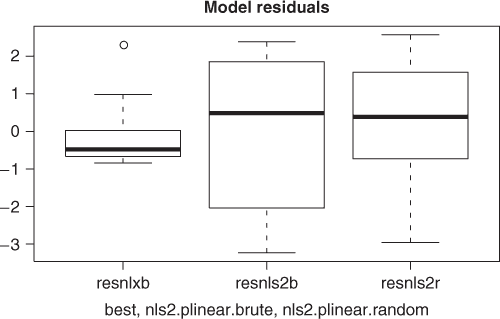 Model residuals
2
1
0
−1
−2
−3
resnlxb resnls2b resnls2r
best, nls2.plinear.brute, nls2.plinear.random